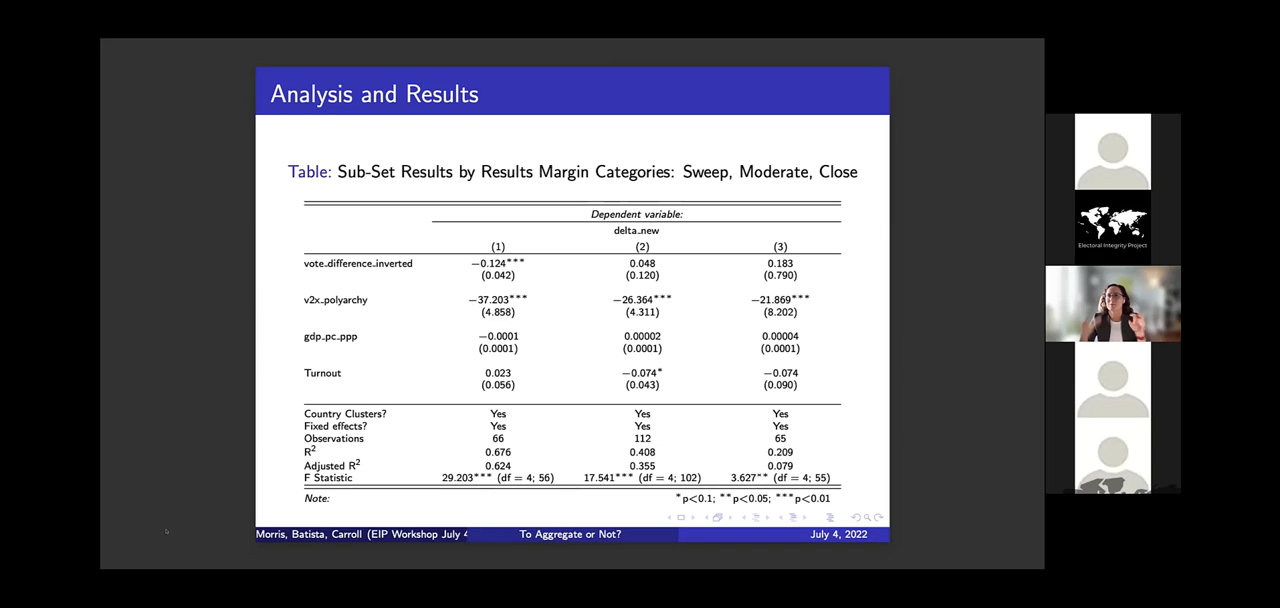 Analysis and Results
Table: Sub-Set Results by Results Margin Categories: Sweep, Moderate, Close
Dependent variable:
delta_new
(1) (2) (3)
vote_difference_inverted −0.124*** 0.048 0.183
(0.042) (0.120) (0.790)
v2x_polyarchy −37.203*** −26.364*** −21.869***
(4.858) (4.311) (8.202)
gdp_pc_ppp −0.0001 0.00002 0.00004
(0.0001) (0.0001) (0.0001)
Turnout 0.023 −0.074* −0.074
(0.056) (0.043) (0.090)
Country Clusters? Yes Yes Yes
Fixed effects? Yes Yes Yes
Observations 66 112 65
R² 0.676 0.408 0.209
Adjusted R² 0.624 0.355 0.079
F Statistic 29.203*** (df = 4; 56) 17.541*** (df = 4; 102) 3.627** (df = 4; 55)
Note: *p<0.1; **p<0.05; ***p<0.01
Morris, Batista, Carroll (EIP Workshop July 4 To Aggregate or Not? July 4, 2022
Electoral Integrity Project